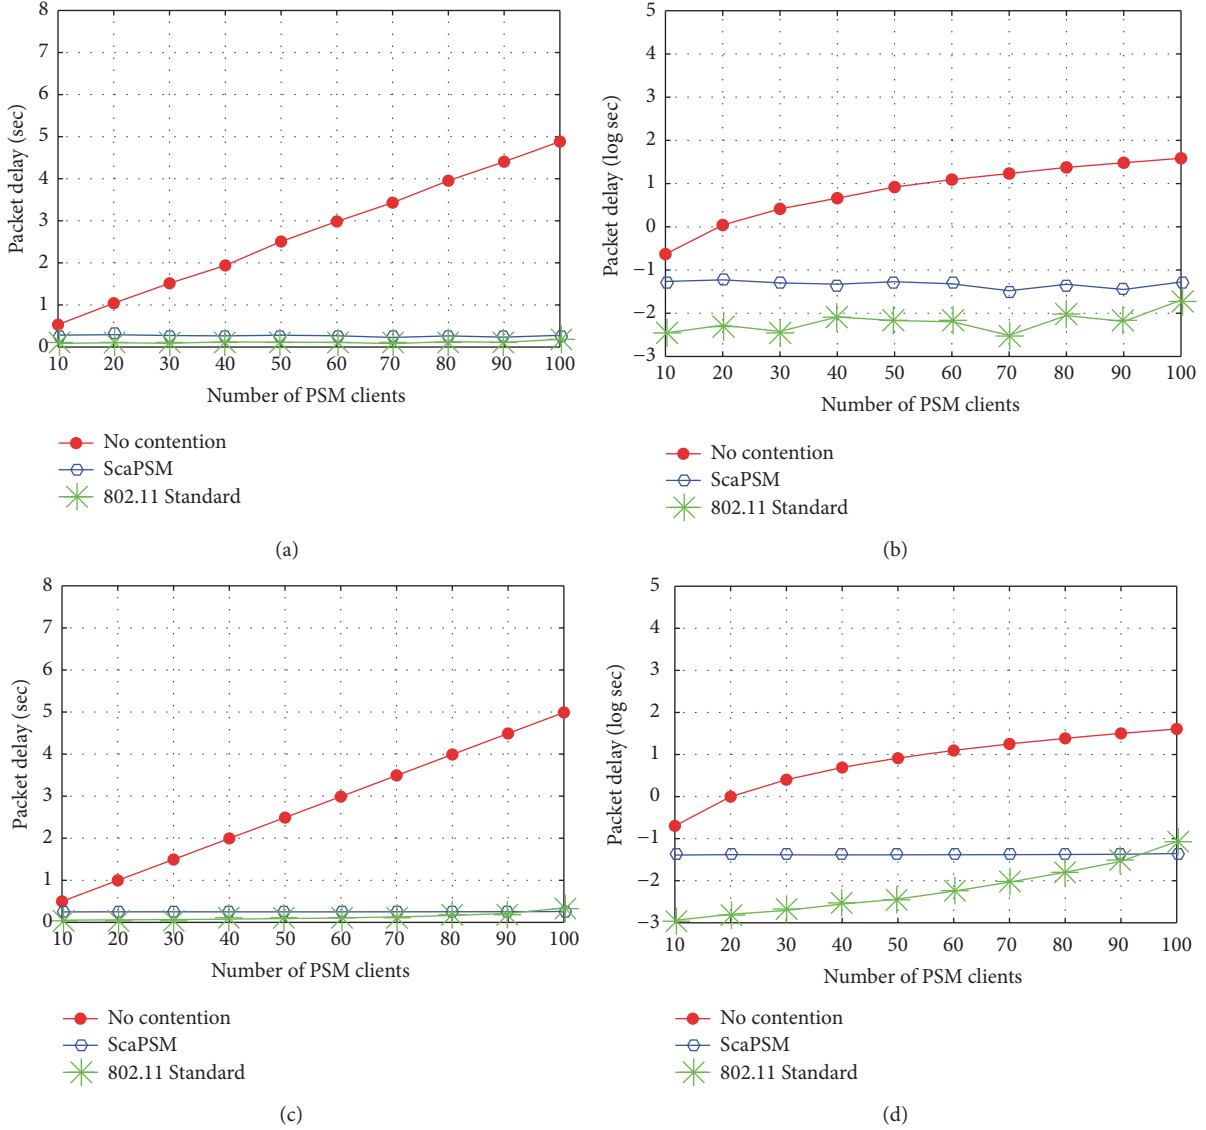 8
7
6
5
4
3
2
1
0
Packet delay (sec)
10 20 30 40 50 60 70 80 90 100
Number of PSM clients
No contention
ScaPSM
802.11 Standard
(a)
5
4
3
2
1
0
−1
−2
−3
Packet delay (log sec)
10 20 30 40 50 60 70 80 90 100
Number of PSM clients
No contention
ScaPSM
802.11 Standard
(b)
8
7
6
5
4
3
2
1
0
Packet delay (sec)
10 20 30 40 50 60 70 80 90 100
Number of PSM clients
No contention
ScaPSM
802.11 Standard
(c)
5
4
3
2
1
0
−1
−2
−3
Packet delay (log sec)
10 20 30 40 50 60 70 80 90 100
Number of PSM clients
No contention
ScaPSM
802.11 Standard
(d)